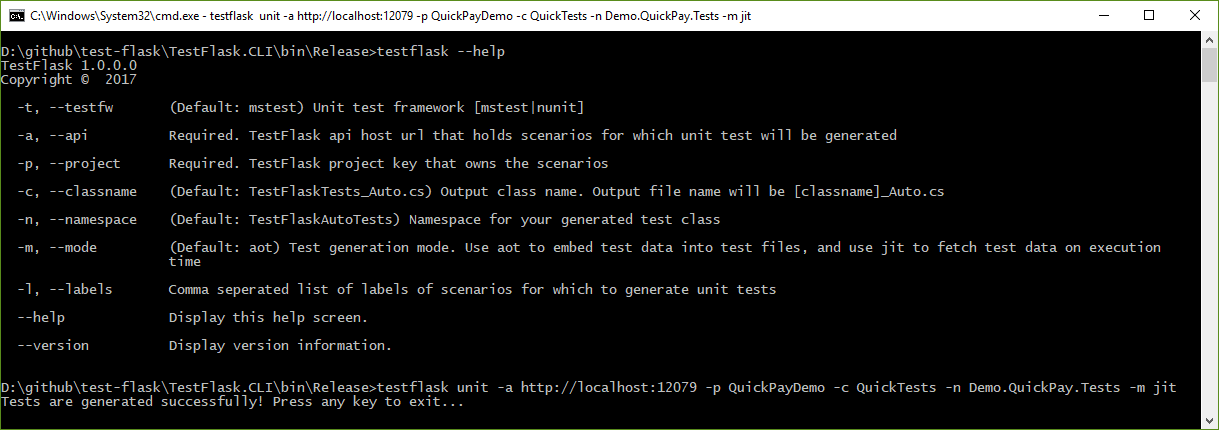 C:\Windows\System32\cmd.exe - testflask  unit -a http://localhost:12079 -p QuickPayDemo -c QuickTests -n Demo.QuickPay.Tests -m jit
D:\github\test-flask\TestFlask.CLI\bin\Release>testflask --help
TestFlask 1.0.0.0
Copyright ©  2017
-t, --testfw       (Default: mstest) Unit test framework [mstest|nunit]
-a, --api          Required. TestFlask api host url that holds scenarios for which unit test will be generated
-p, --project      Required. TestFlask project key that owns the scenarios
-c, --classname    (Default: TestFlaskTests_Auto.cs) Output class name. Output file name will be [classname]_Auto.cs
-n, --namespace    (Default: TestFlaskAutoTests) Namespace for your generated test class
-m, --mode         (Default: aot) Test generation mode. Use aot to embed test data into test files, and use jit to fetch test data on execution
time
-l, --labels       Comma seperated list of labels of scenarios for which to generate unit tests
--help             Display this help screen.
--version          Display version information.
D:\github\test-flask\TestFlask.CLI\bin\Release>testflask unit -a http://localhost:12079 -p QuickPayDemo -c QuickTests -n Demo.QuickPay.Tests -m jit
Tests are generated successfully! Press any key to exit...